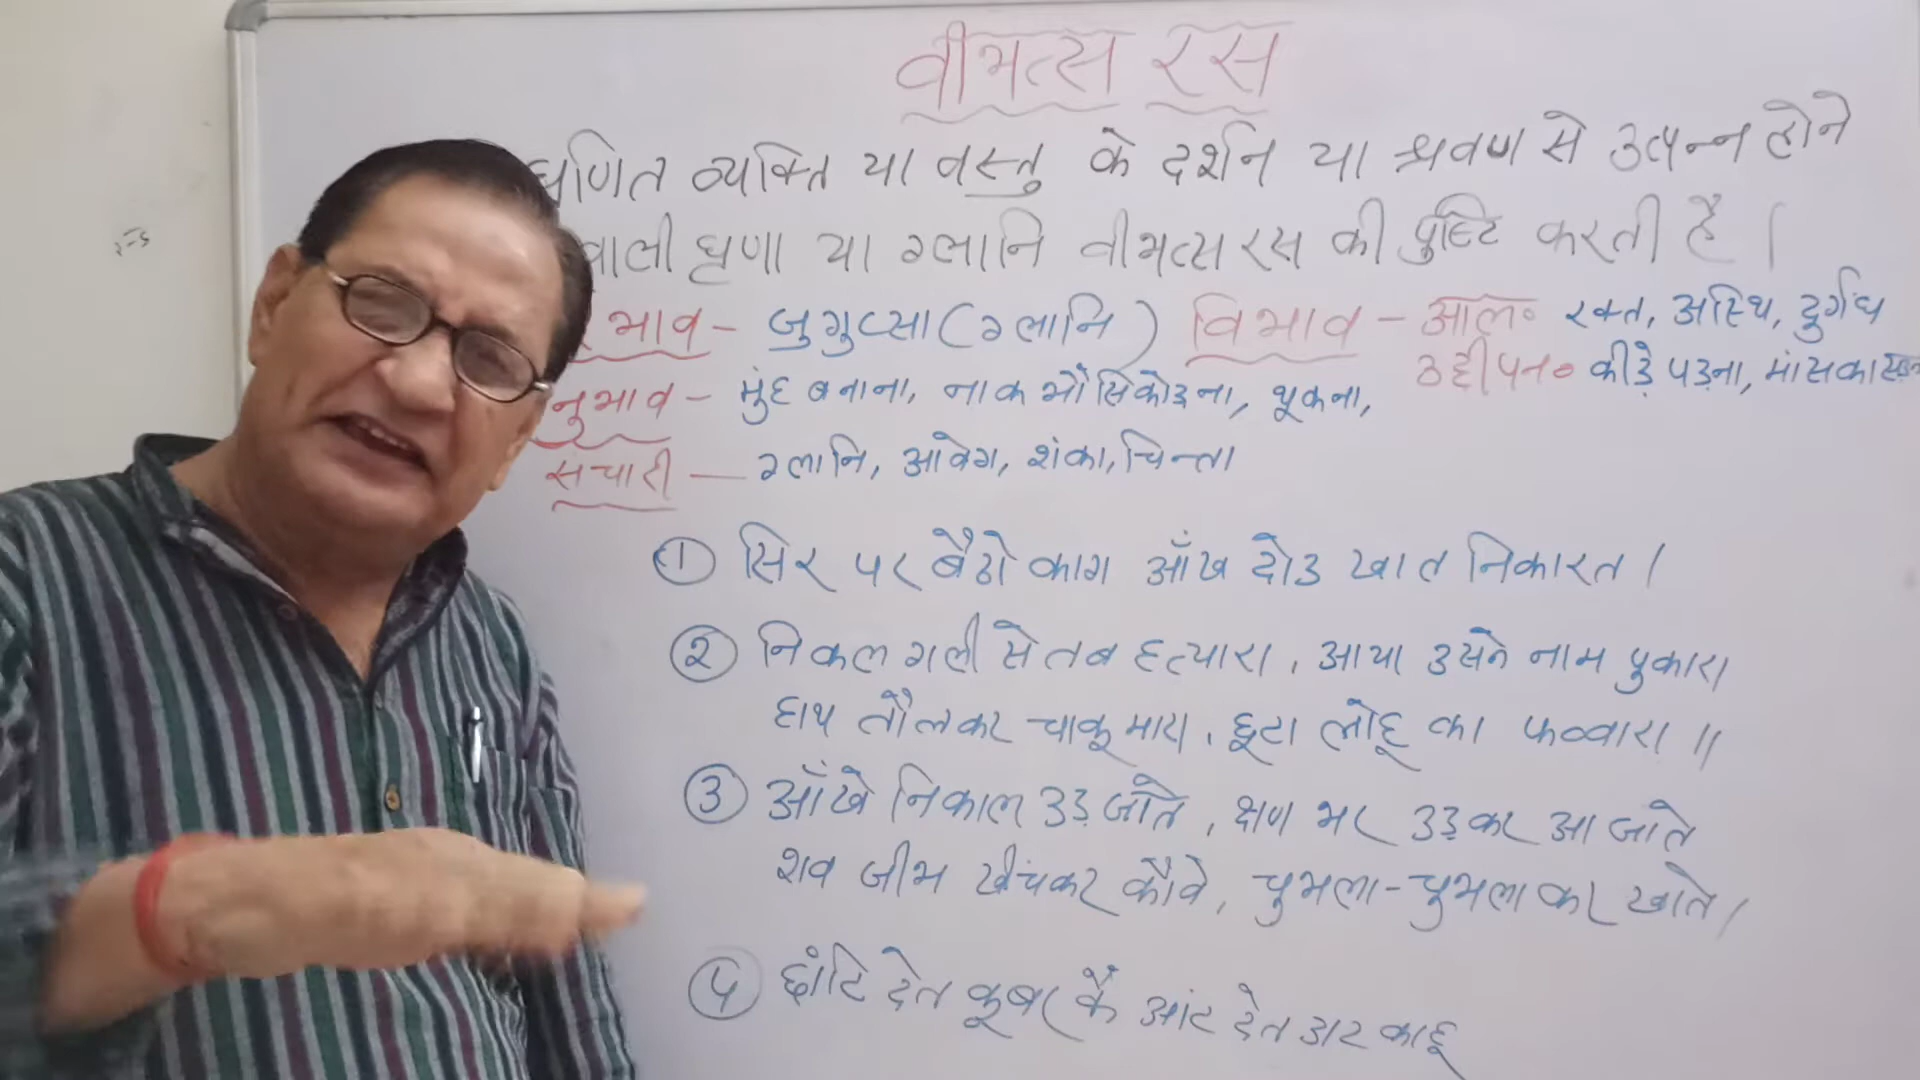 वीभत्स रस
घृणित व्यक्ति या वस्तु के दर्शन या श्रवण से उत्पन्न होने
वाली घृणा या ग्लानि वीभत्स रस की पुष्टि करती है |
भाव - जुगुप्सा (ग्लानि) विभाव - आल० रक्त, अस्थि, दुर्गंध
उद्दीपन० कीड़े पड़ना, मांस का
नुभाव - मुंह बनाना, नाक भौं सिकोड़ना, थूकना,
संचारी — ग्लानि, आवेग, शंका, चिन्ता
① सिर पर बैठो काग आँख दोउ खात निकारत |
② निकल गली से तब हत्यारा, आया उसने नाम पुकारा
हाथ तौलकर चाकू मारा, छूटा लोहू का फव्वारा ||
③ आँखे निकाल उड़ जाते, क्षण भर उड़ कर आ जाते
शव जीभ खींचकर कौवे, चुभला-चुभला कर खाते |
④ छांटि देत कूबर कै आंट देत डाट काहू